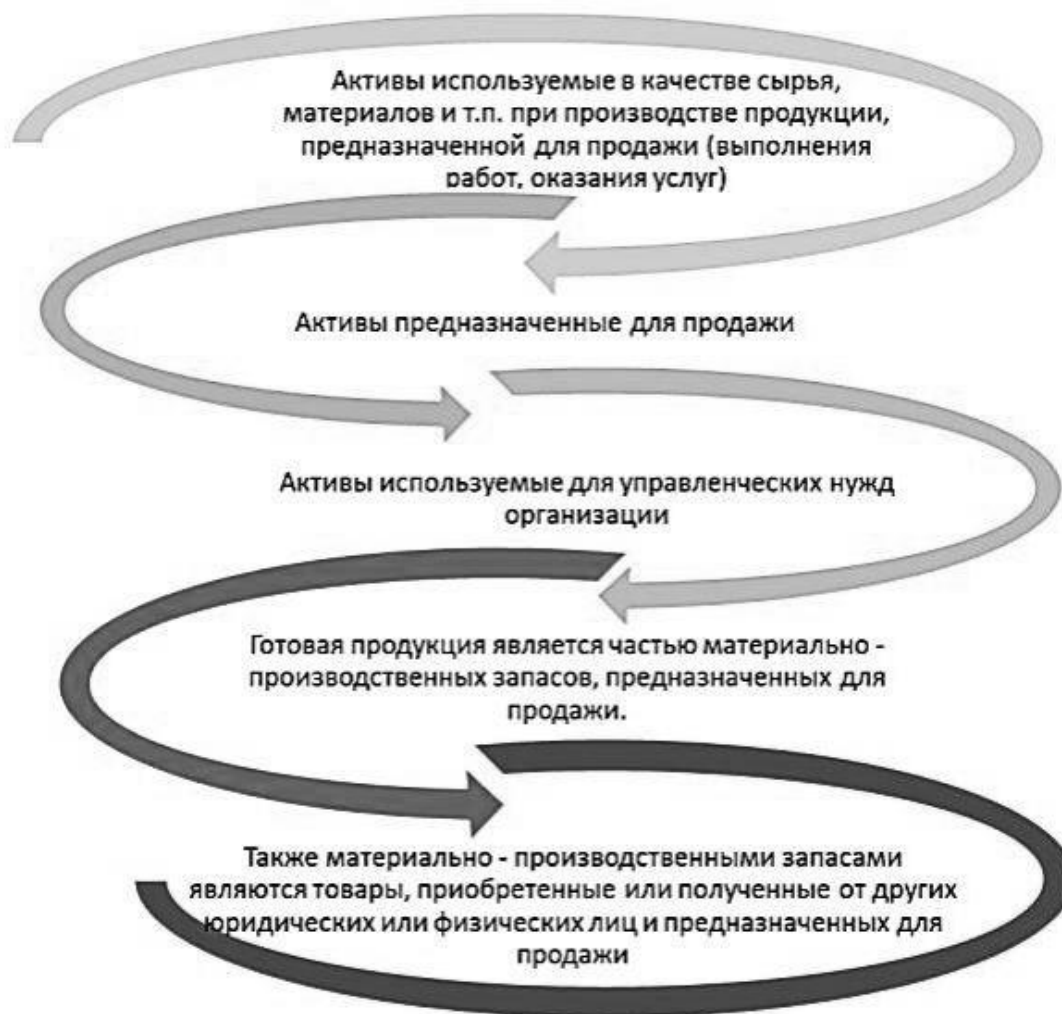 Активы используемые в качестве сырья,
материалов и т.п. при производстве продукции,
предназначенной для продажи (выполнения
работ, оказания услуг)
Активы предназначенные для продажи
Активы используемые для управленческих нужд
организации
Готовая продукция является частью материально -
производственных запасов, предназначенных для
продажи.
Также материально - производственными запасами
являются товары, приобретенные или полученные от других
юридических или физических лиц и предназначенных для
продажи